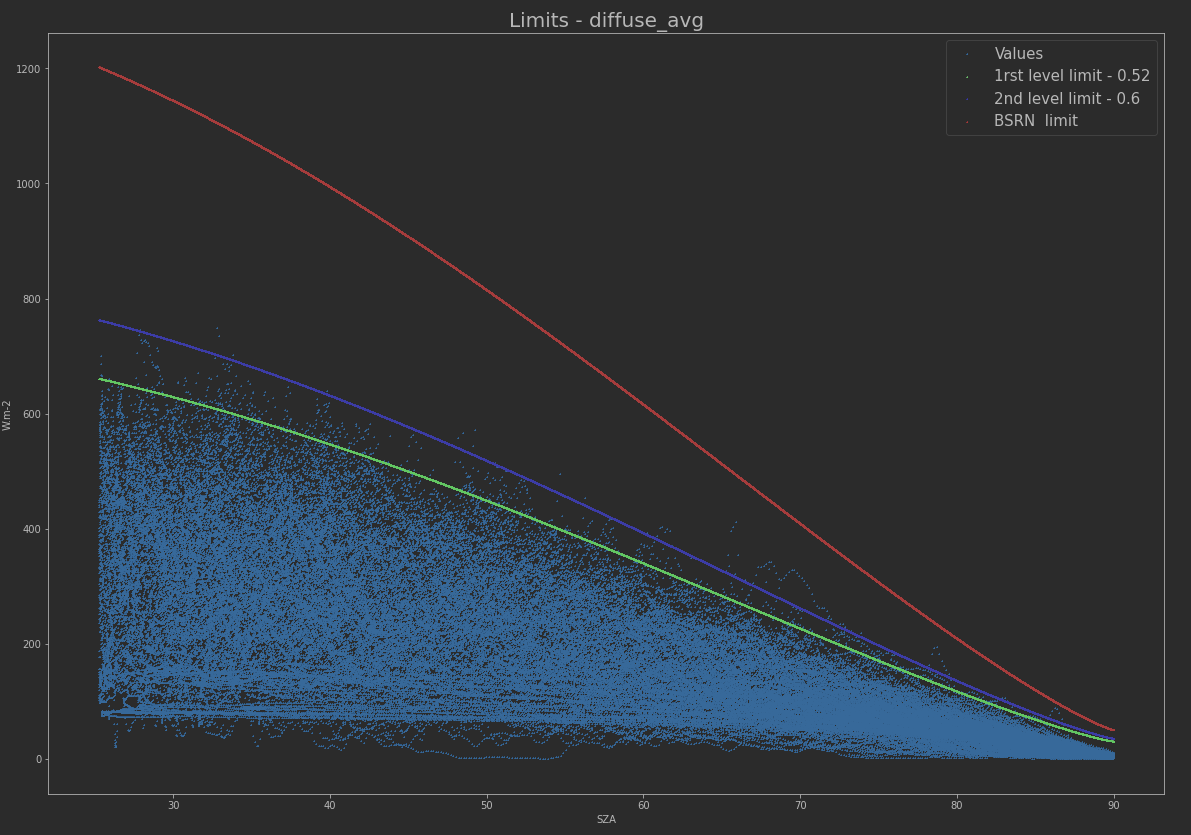 Limits - diffuse_avg
Values
1rst level limit - 0.52
2nd level limit - 0.6
BSRN  limit
1200
1000
800
600
400
200
0
W.m-2
30 40 50 60 70 80 90
SZA